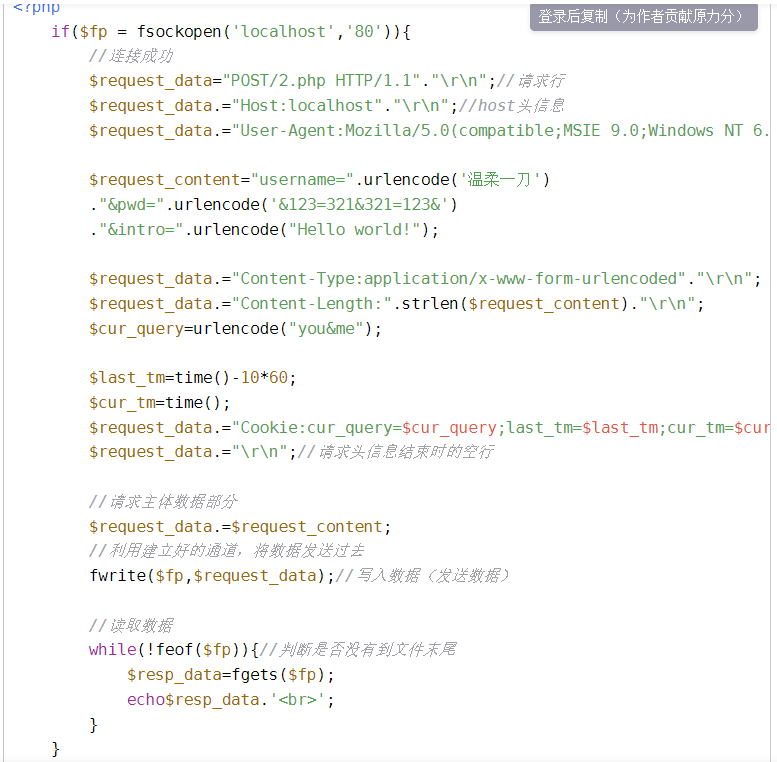 <?php
登录后复制（为作者贡献原力分）
if($fp = fsockopen('localhost','80')){
//连接成功
$request_data="POST/2.php HTTP/1.1"."\r\n";//请求行
$request_data.="Host:localhost"."\r\n";//host头信息
$request_data.="User-Agent:Mozilla/5.0(compatible;MSIE 9.0;Windows NT 6.
$request_content="username=".urlencode('温柔一刀')
."&pwd=".urlencode('&123=321&321=123&')
."&intro=".urlencode("Hello world!");
$request_data.="Content-Type:application/x-www-form-urlencoded"."\r\n";
$request_data.="Content-Length:".strlen($request_content)."\r\n";
$cur_query=urlencode("you&me");
$last_tm=time()-10*60;
$cur_tm=time();
$request_data.="Cookie:cur_query=$cur_query;last_tm=$last_tm;cur_tm=$cur
$request_data.="\r\n";//请求头信息结束时的空行
//请求主体数据部分
$request_data.=$request_content;
//利用建立好的通道，将数据发送过去
fwrite($fp,$request_data);//写入数据（发送数据）
//读取数据
while(!feof($fp)){//判断是否没有到文件末尾
$resp_data=fgets($fp);
echo$resp_data.'<br>';
}
}